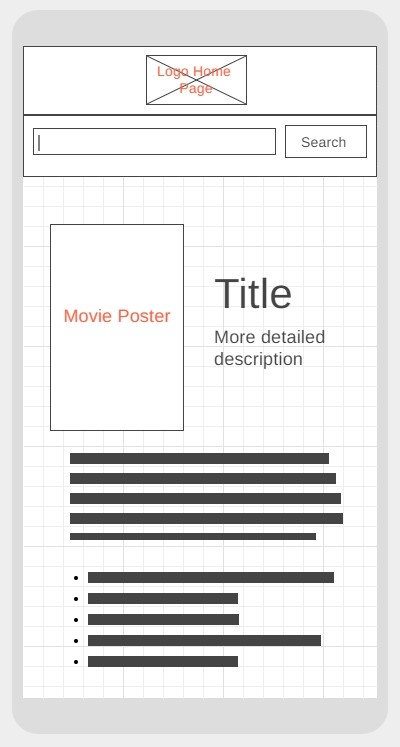 Logo Home
Page
Search
Movie Poster
Title
More detailed
description